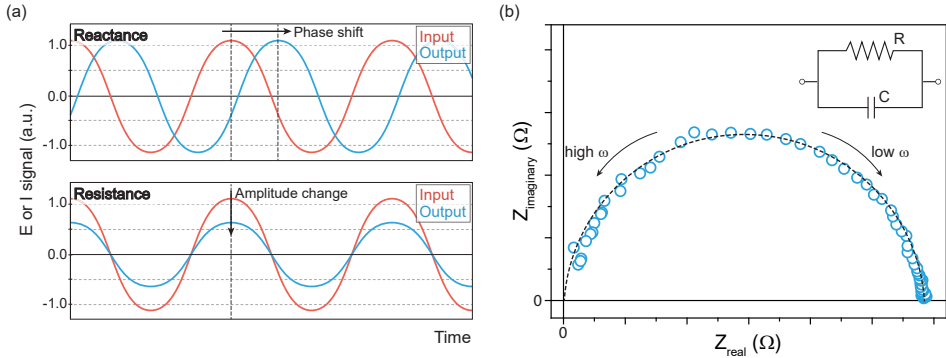 (a)
Reactance
Phase shift
Input
Output
1.0
0.0
-1.0
Resistance
Amplitude change
Input
Output
1.0
0.0
-1.0
E or I signal (a.u.)
Time
(b)
R
C
high ω
low ω
Zimaginary (Ω)
0
0
Zreal (Ω)